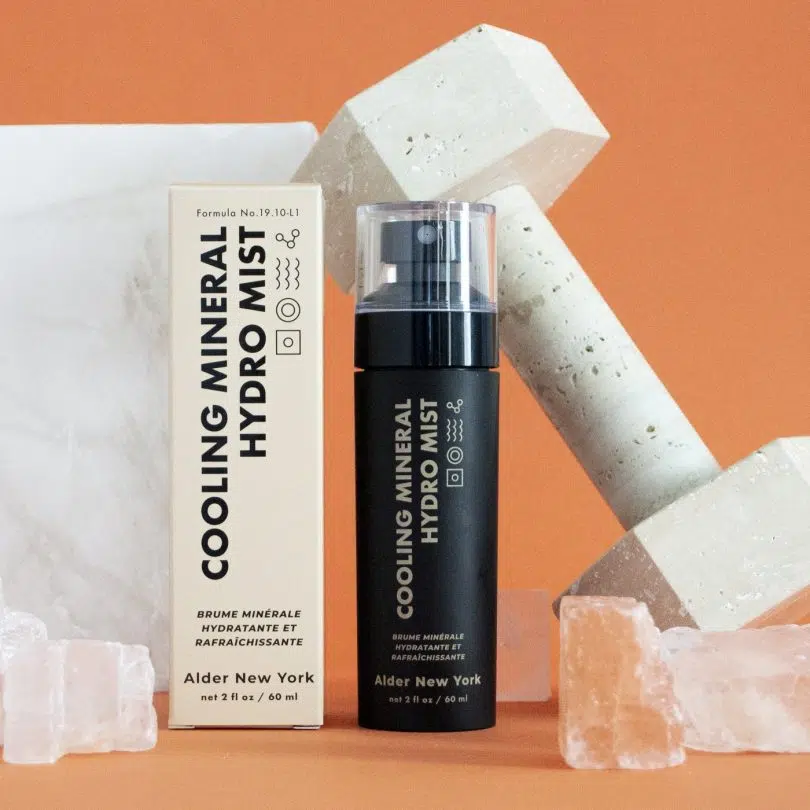 Formula No.19.10-L1
COOLING MINERAL
HYDRO MIST
BRUME MINÉRALE
HYDRATANTE ET
RAFRAÎCHISSANTE
Alder New York
net 2 fl oz / 60 ml
COOLING MINERAL
HYDRO MIST
BRUME MINÉRALE
HYDRATANTE ET
RAFRAÎCHISSANTE
Alder New York
net 2 fl oz / 60 ml